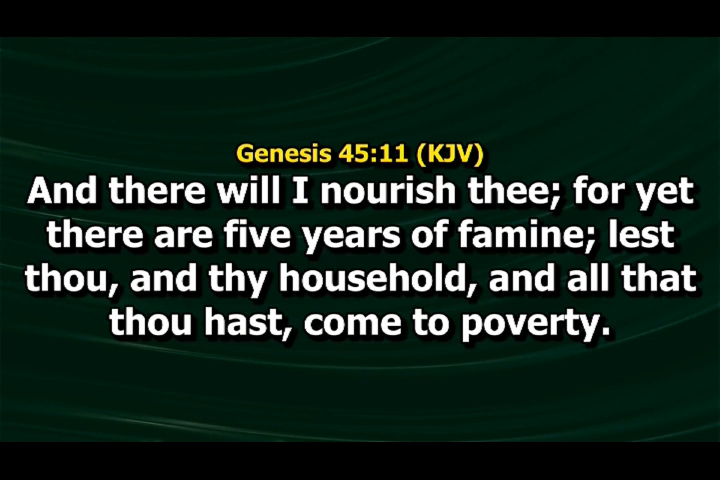 Genesis 45:11 (KJV)
And there will I nourish thee; for yet
there are five years of famine; lest
thou, and thy household, and all that
thou hast, come to poverty.